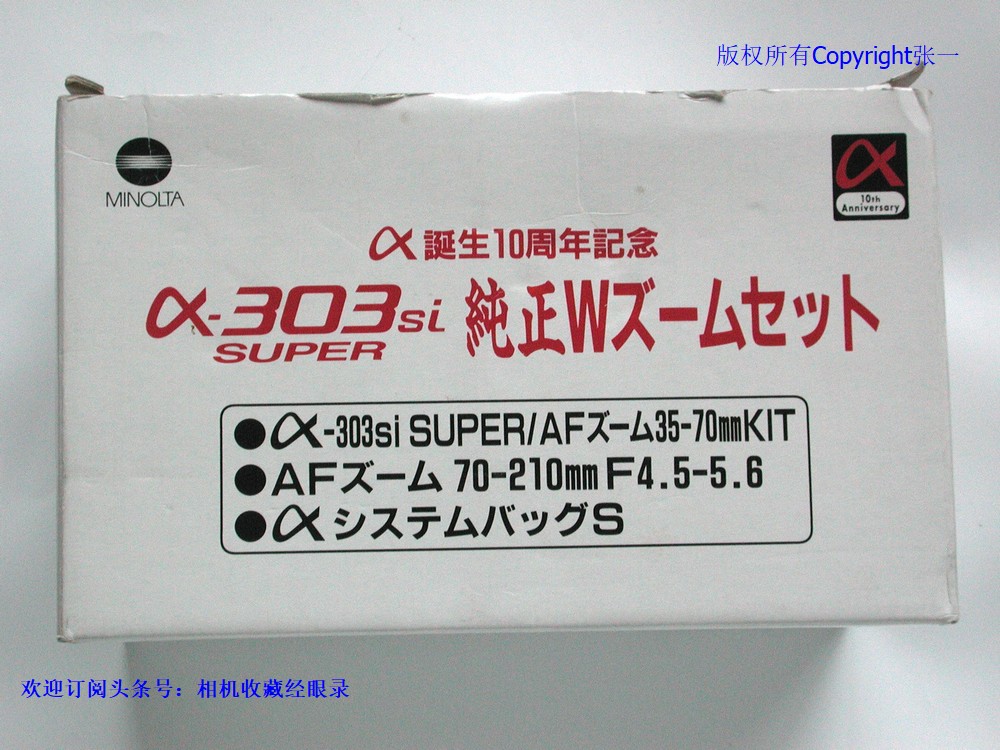 版权所有Copyright张一
MINOLTA
α
10th
Anniversary
α誕生10周年記念
α-303si 純正Wズームセット
SUPER
●α-303si SUPER/AFズーム35-70mmKIT
●AFズーム 70-210mm F4.5-5.6
●αシステムバッグS
欢迎订阅头条号：相机收藏经眼录